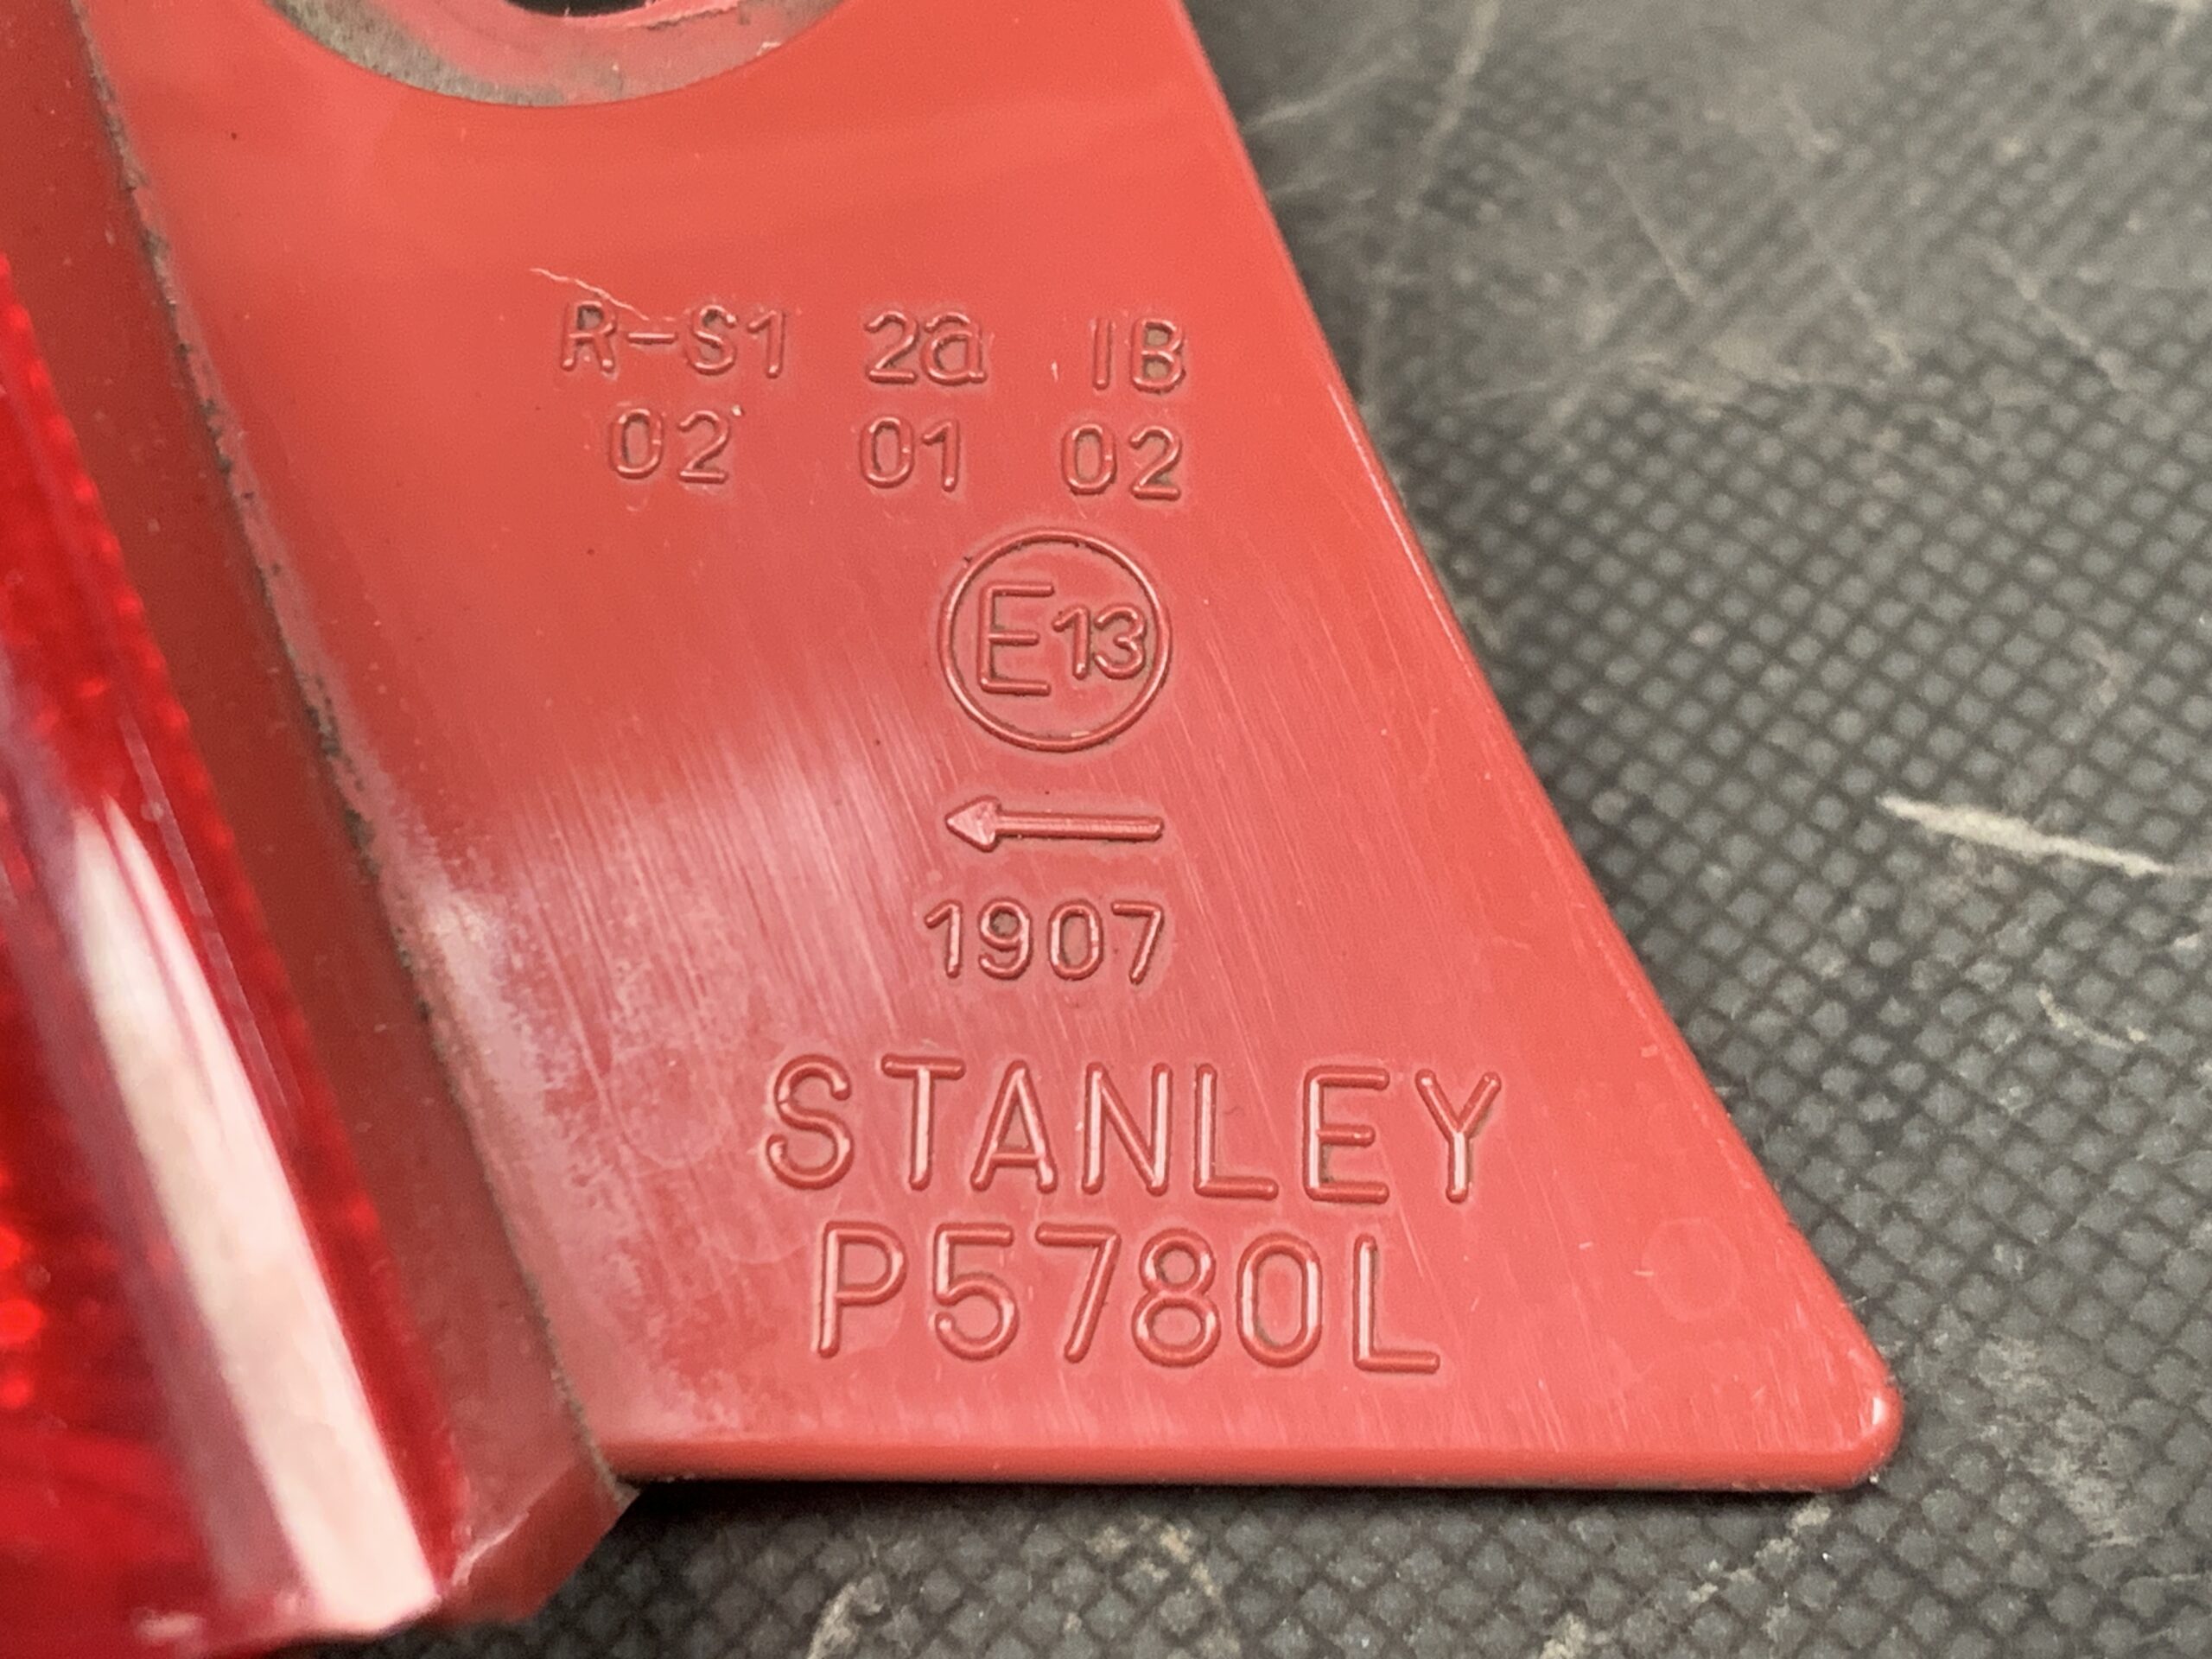 R-S1 2a IB
02 01 02
E13
←
1907
STANLEY
P5780L